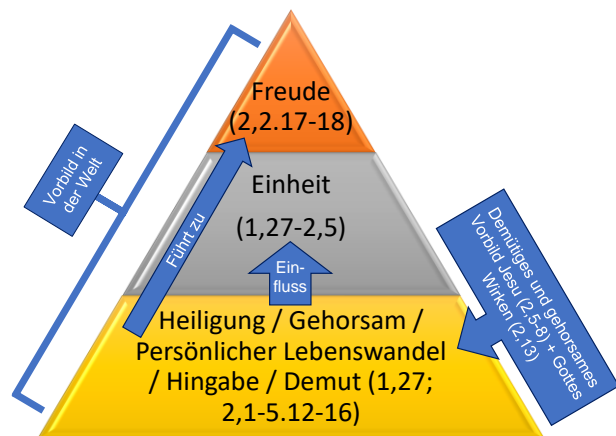 Freude
(2,2.17-18)
Vorbild in
der Welt
Einheit
(1,27-2,5)
Führt zu
Ein-
fluss
Demütiges und gehorsames
Vorbild Jesu (2,5-8) + Gottes
Wirken (2,13)
Heiligung / Gehorsam /
Persönlicher Lebenswandel
/ Hingabe / Demut (1,27;
2,1-5.12-16)